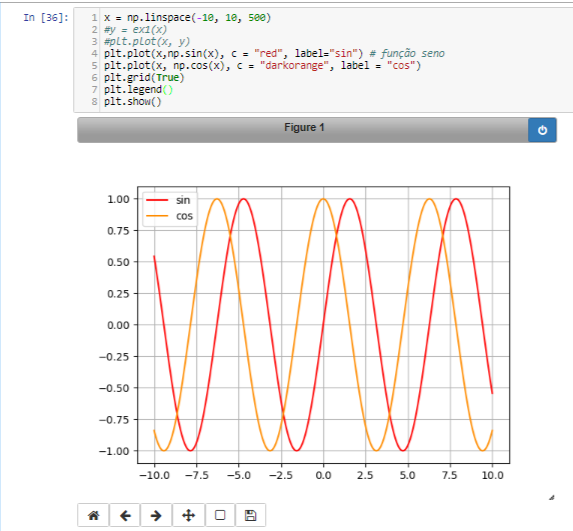 In [36]:
1 x = np.linspace(-10, 10, 500)
2 #y = ex1(x)
3 #plt.plot(x, y)
4 plt.plot(x,np.sin(x), c = "red", label="sin") # função seno
5 plt.plot(x, np.cos(x), c = "darkorange", label = "cos")
6 plt.grid(True)
7 plt.legend()
8 plt.show()
Figure 1
sin
cos
1.00
0.75
0.50
0.25
0.00
−0.25
−0.50
−0.75
−1.00
−10.0 −7.5 −5.0 −2.5 0.0 2.5 5.0 7.5 10.0